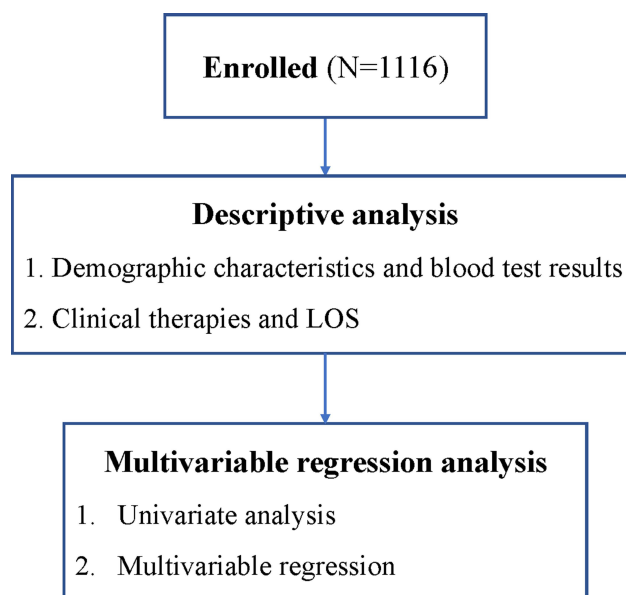 Enrolled (N=1116)
Descriptive analysis
1. Demographic characteristics and blood test results
2. Clinical therapies and LOS
Multivariable regression analysis
1. Univariate analysis
2. Multivariable regression